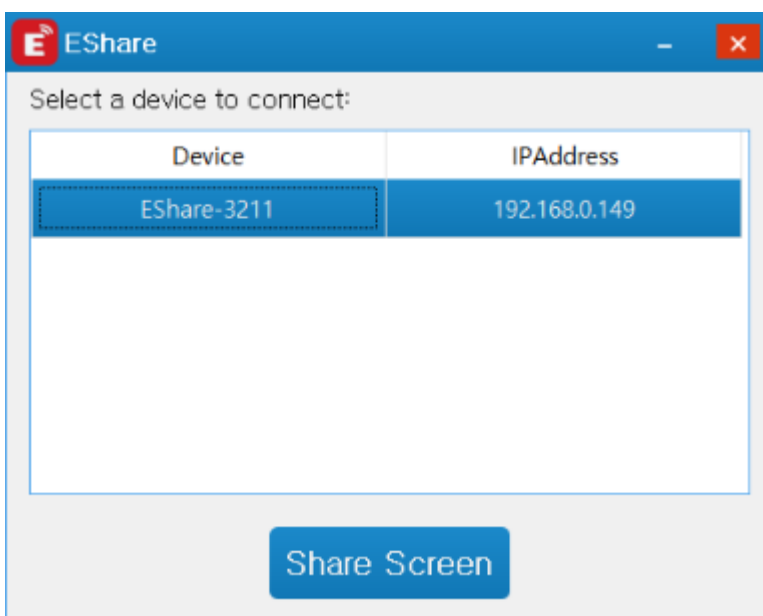 E EShare
Select a device to connect:
Device IPAddress
EShare-3211 192.168.0.149
Share Screen